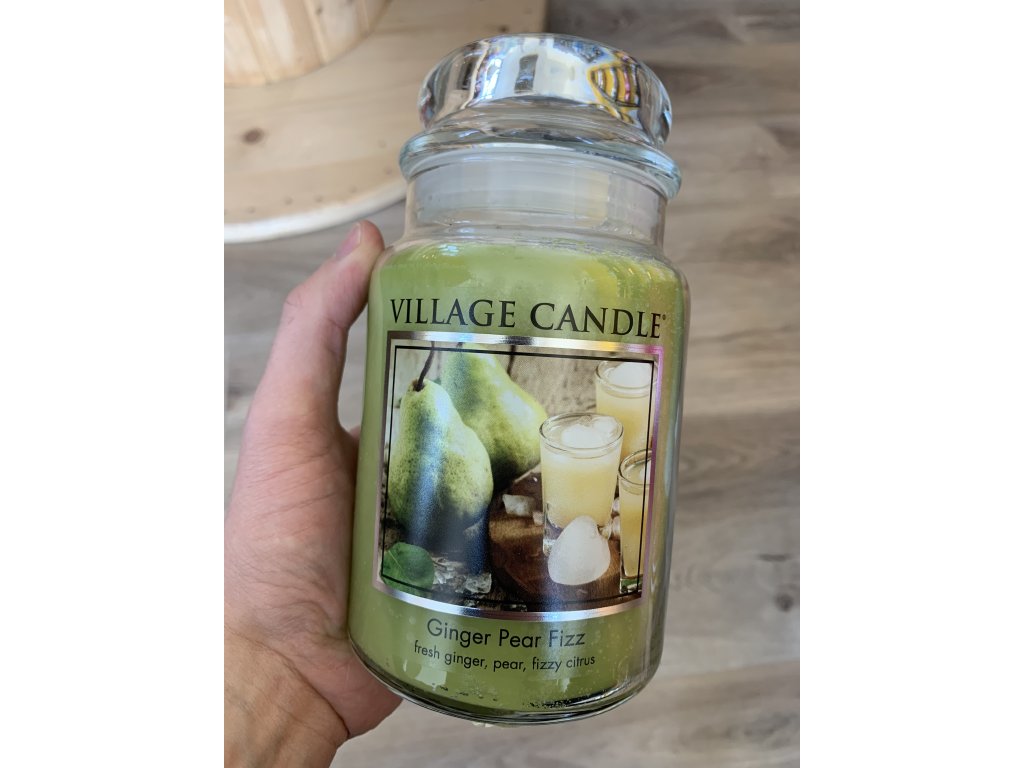 VILLAGE CANDLE®
Ginger Pear Fizz
fresh ginger, pear, fizzy citrus